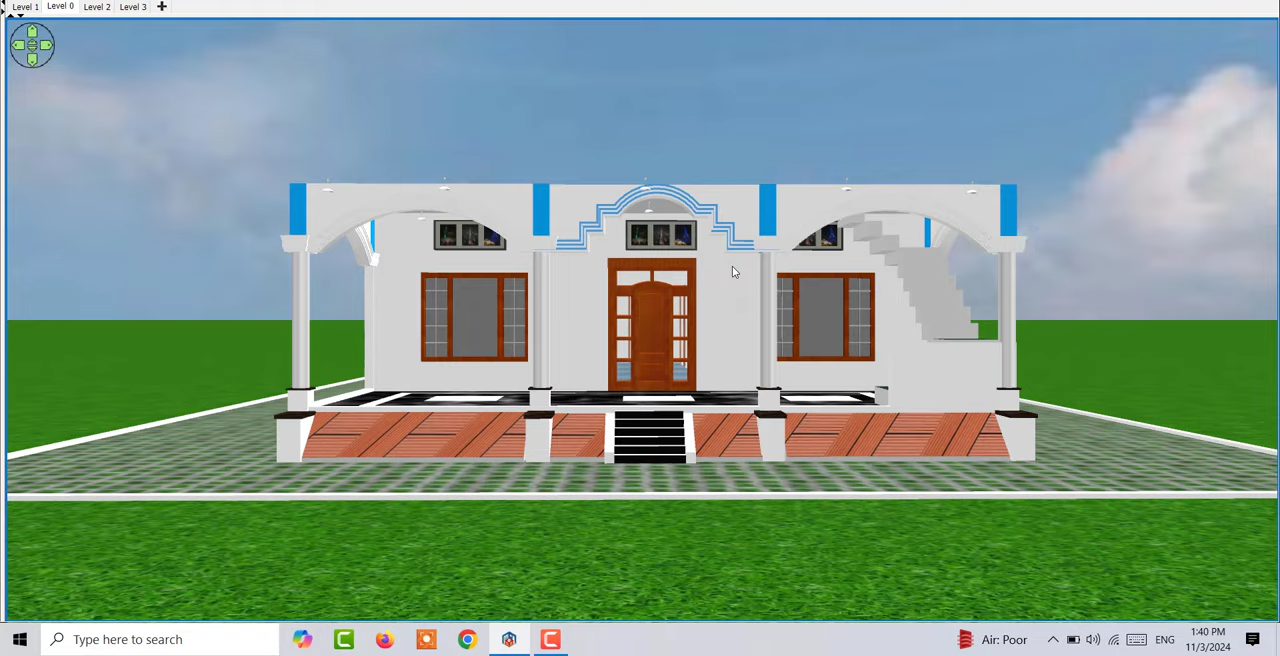 Level 1 Level 0 Level 2 Level 3
Type here to search
Air: Poor
ENG
1:40 PM
11/3/2024